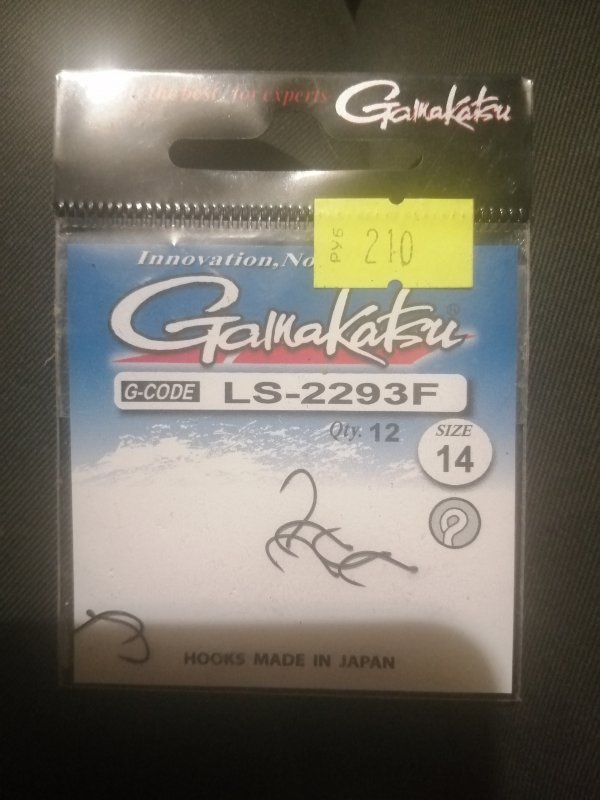 the best, for experts
Gamakatsu
РУБ 210
Innovation, No
Gamakatsu®
G-CODE LS-2293F
Qty. 12
SIZE
14
HOOKS MADE IN JAPAN